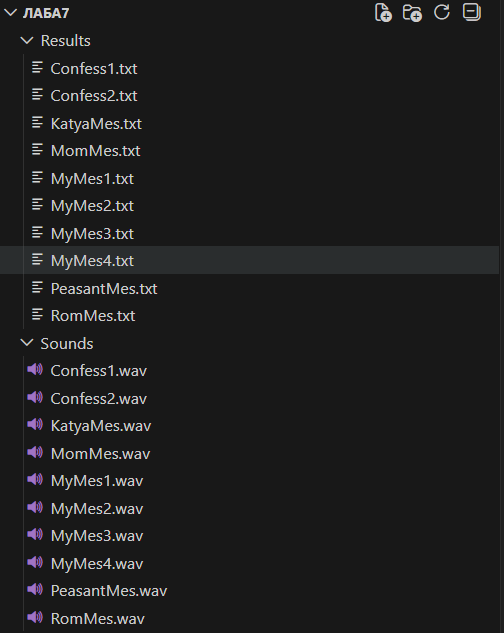 ЛАБА7
Results
Confess1.txt
Confess2.txt
KatyaMes.txt
MomMes.txt
MyMes1.txt
MyMes2.txt
MyMes3.txt
MyMes4.txt
PeasantMes.txt
RomMes.txt
Sounds
Confess1.wav
Confess2.wav
KatyaMes.wav
MomMes.wav
MyMes1.wav
MyMes2.wav
MyMes3.wav
MyMes4.wav
PeasantMes.wav
RomMes.wav